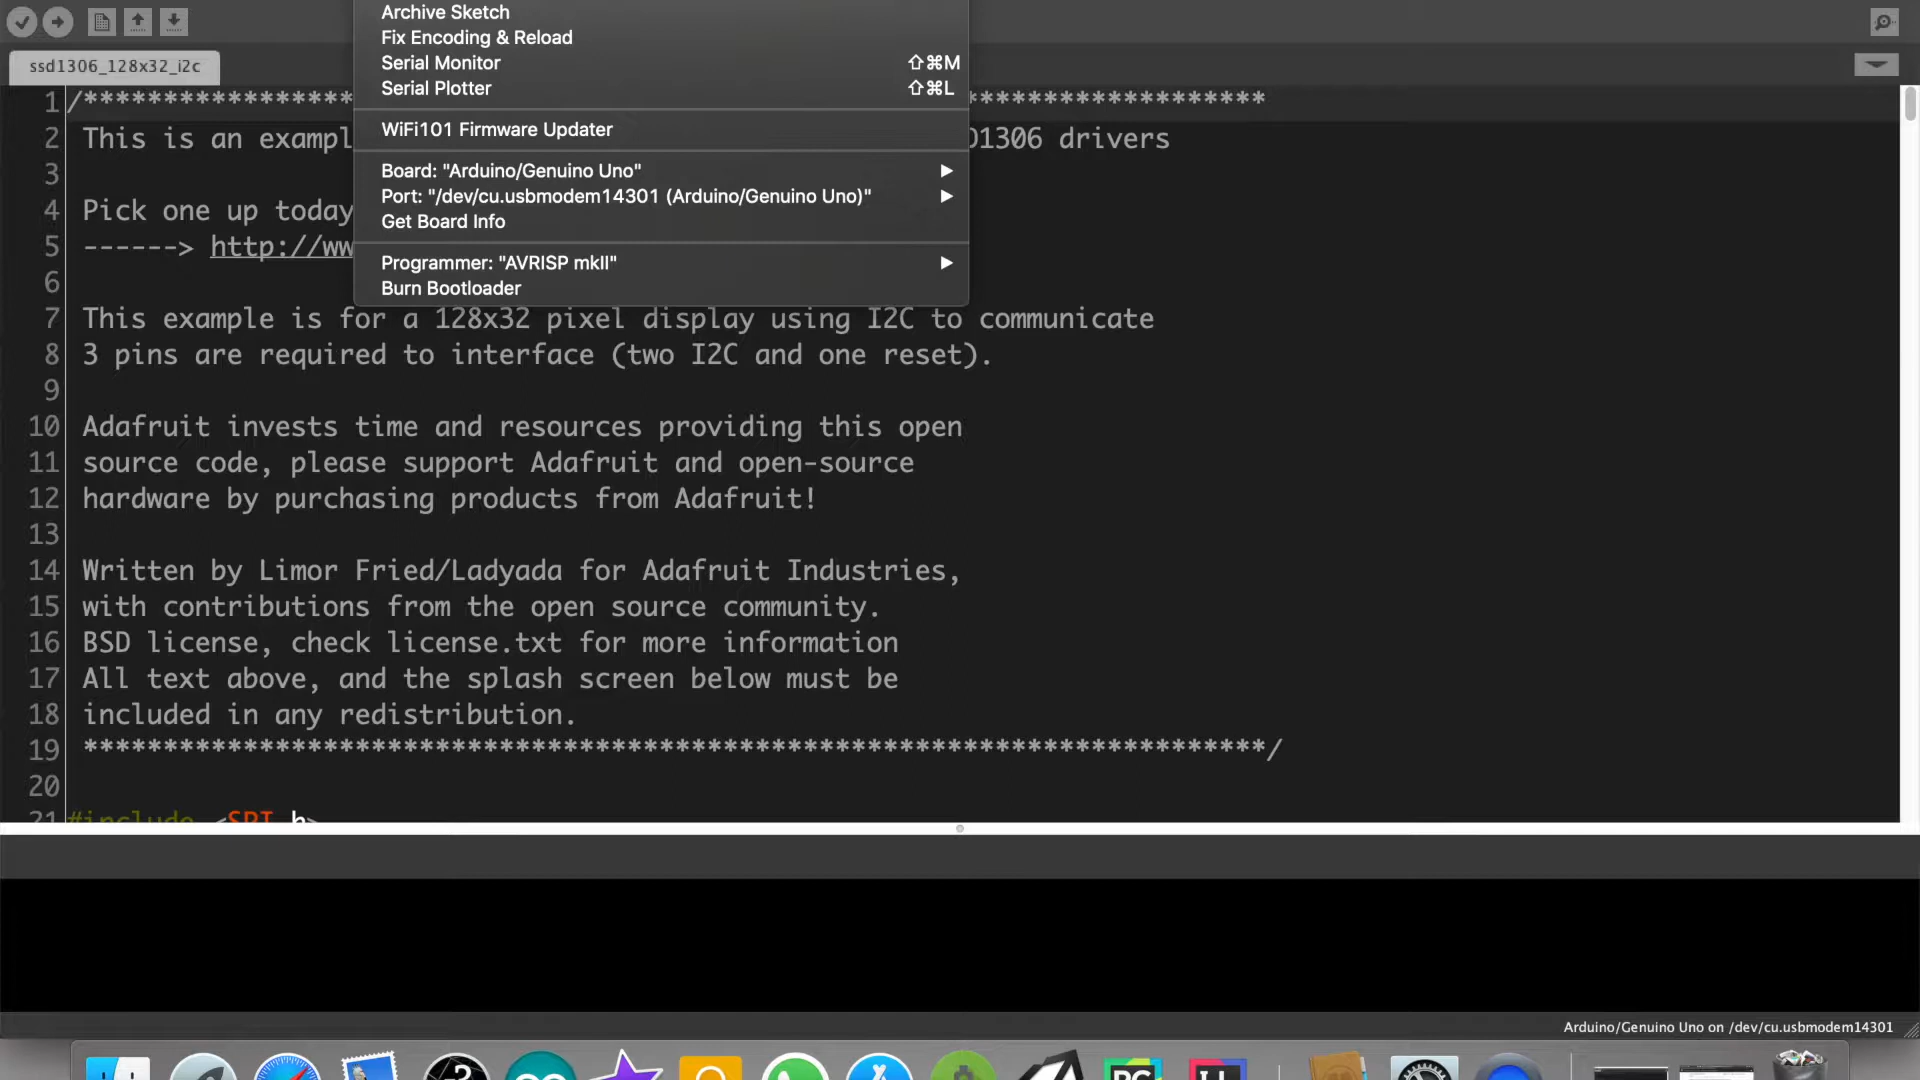 Archive Sketch
Fix Encoding & Reload
Serial Monitor ⇧⌘M
Serial Plotter ⇧⌘L
WiFi101 Firmware Updater
Board: "Arduino/Genuino Uno"
Port: "/dev/cu.usbmodem14301 (Arduino/Genuino Uno)"
Get Board Info
Programmer: "AVRISP mkII"
Burn Bootloader
ssd1306_128x32_i2c
1 /***************** *******************
2 This is an exampl D1306 drivers
3
4 Pick one up today
5 ------> http://ww
6
7 This example is for a 128x32 pixel display using I2C to communicate
8 3 pins are required to interface (two I2C and one reset).
9
10 Adafruit invests time and resources providing this open
11 source code, please support Adafruit and open-source
12 hardware by purchasing products from Adafruit!
13
14 Written by Limor Fried/Ladyada for Adafruit Industries,
15 with contributions from the open source community.
16 BSD license, check license.txt for more information
17 All text above, and the splash screen below must be
18 included in any redistribution.
19 **************************************************************************/
20
21 #include <SPI.h>
Arduino/Genuino Uno on /dev/cu.usbmodem14301
PC